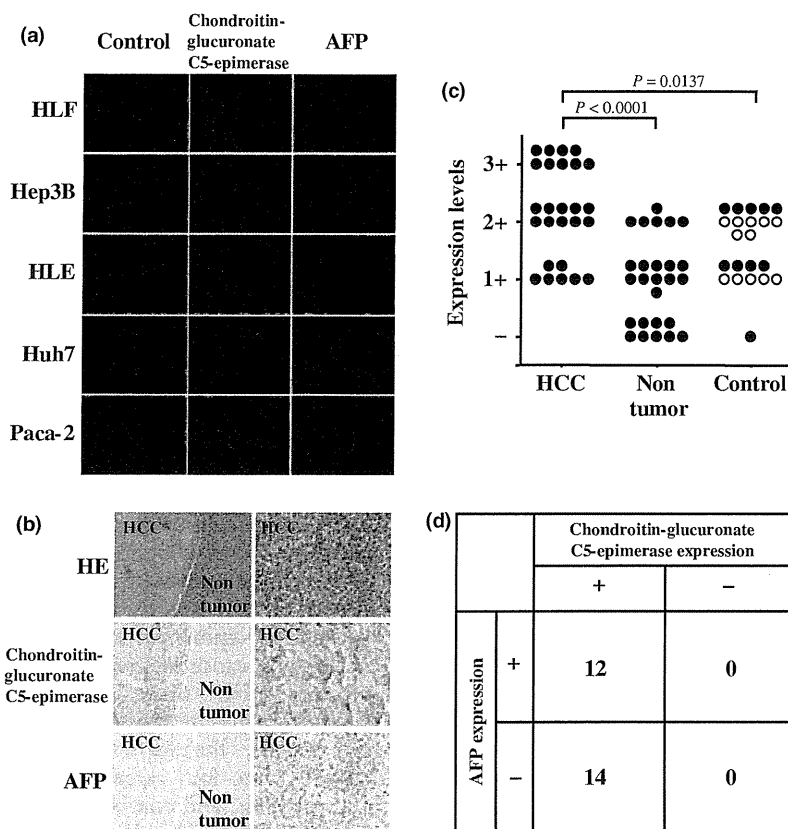 (a)
Control
Chondroitin-
glucuronate
C5-epimerase
AFP
HLF
Hep3B
HLE
Huh7
Paca-2
(b)
HE
HCC
Non
tumor
HCC
Chondroitin-
glucuronate
C5-epimerase
HCC
Non
tumor
HCC
AFP
HCC
Non
tumor
HCC
(c)
P = 0.0137
P < 0.0001
Expression levels
3+
2+
1+
−
HCC
Non
tumor
Control
(d)
Chondroitin-glucuronate
C5-epimerase expression
+
−
AFP expression
+
12
0
−
14
0